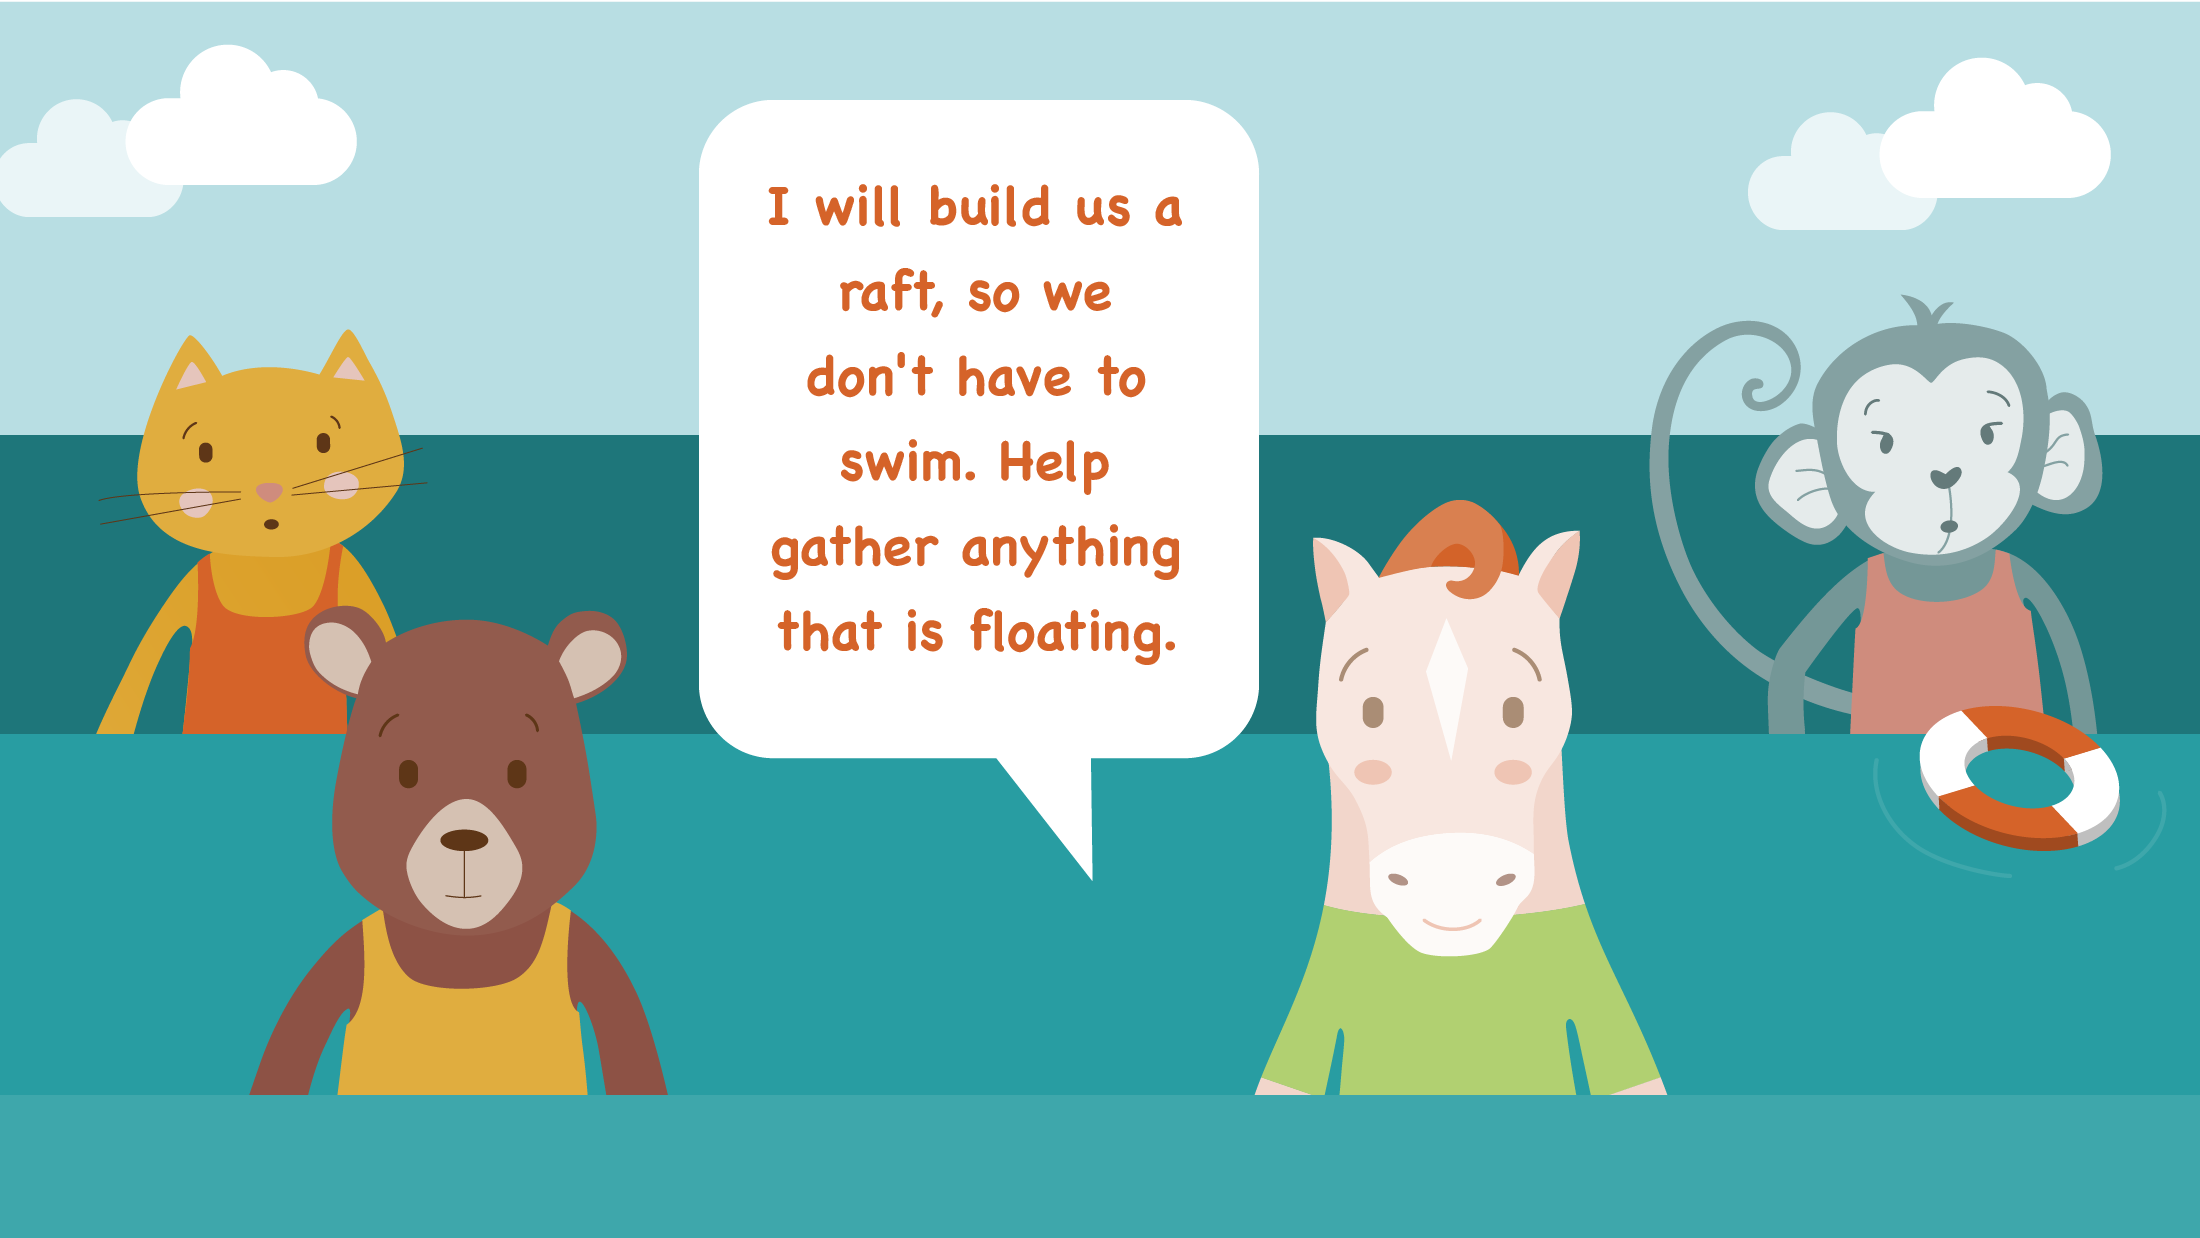 I will build us a
raft, so we
don't have to
swim. Help
gather anything
that is floating.